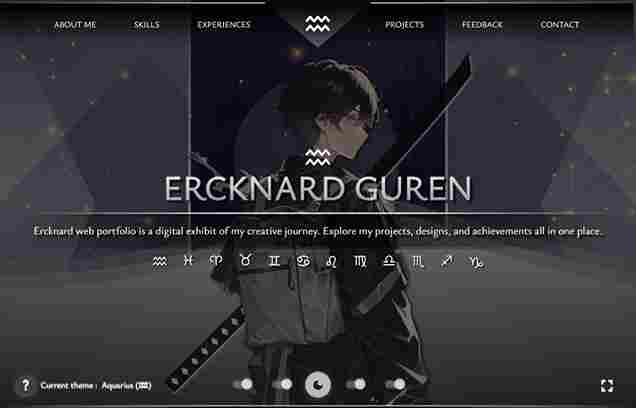 ABOUT ME SKILLS EXPERIENCES ♒ PROJECTS FEEDBACK CONTACT
♒
ERCKNARD GUREN
Ercknard web portfolio is a digital exhibit of my creative journey. Explore my projects, designs, and achievements all in one place.
♒ ♓ ♈ ♉ ♊ ♋ ♌ ♍ ♎ ♏ ♐ ♑
? Current theme : Aquarius (♒)